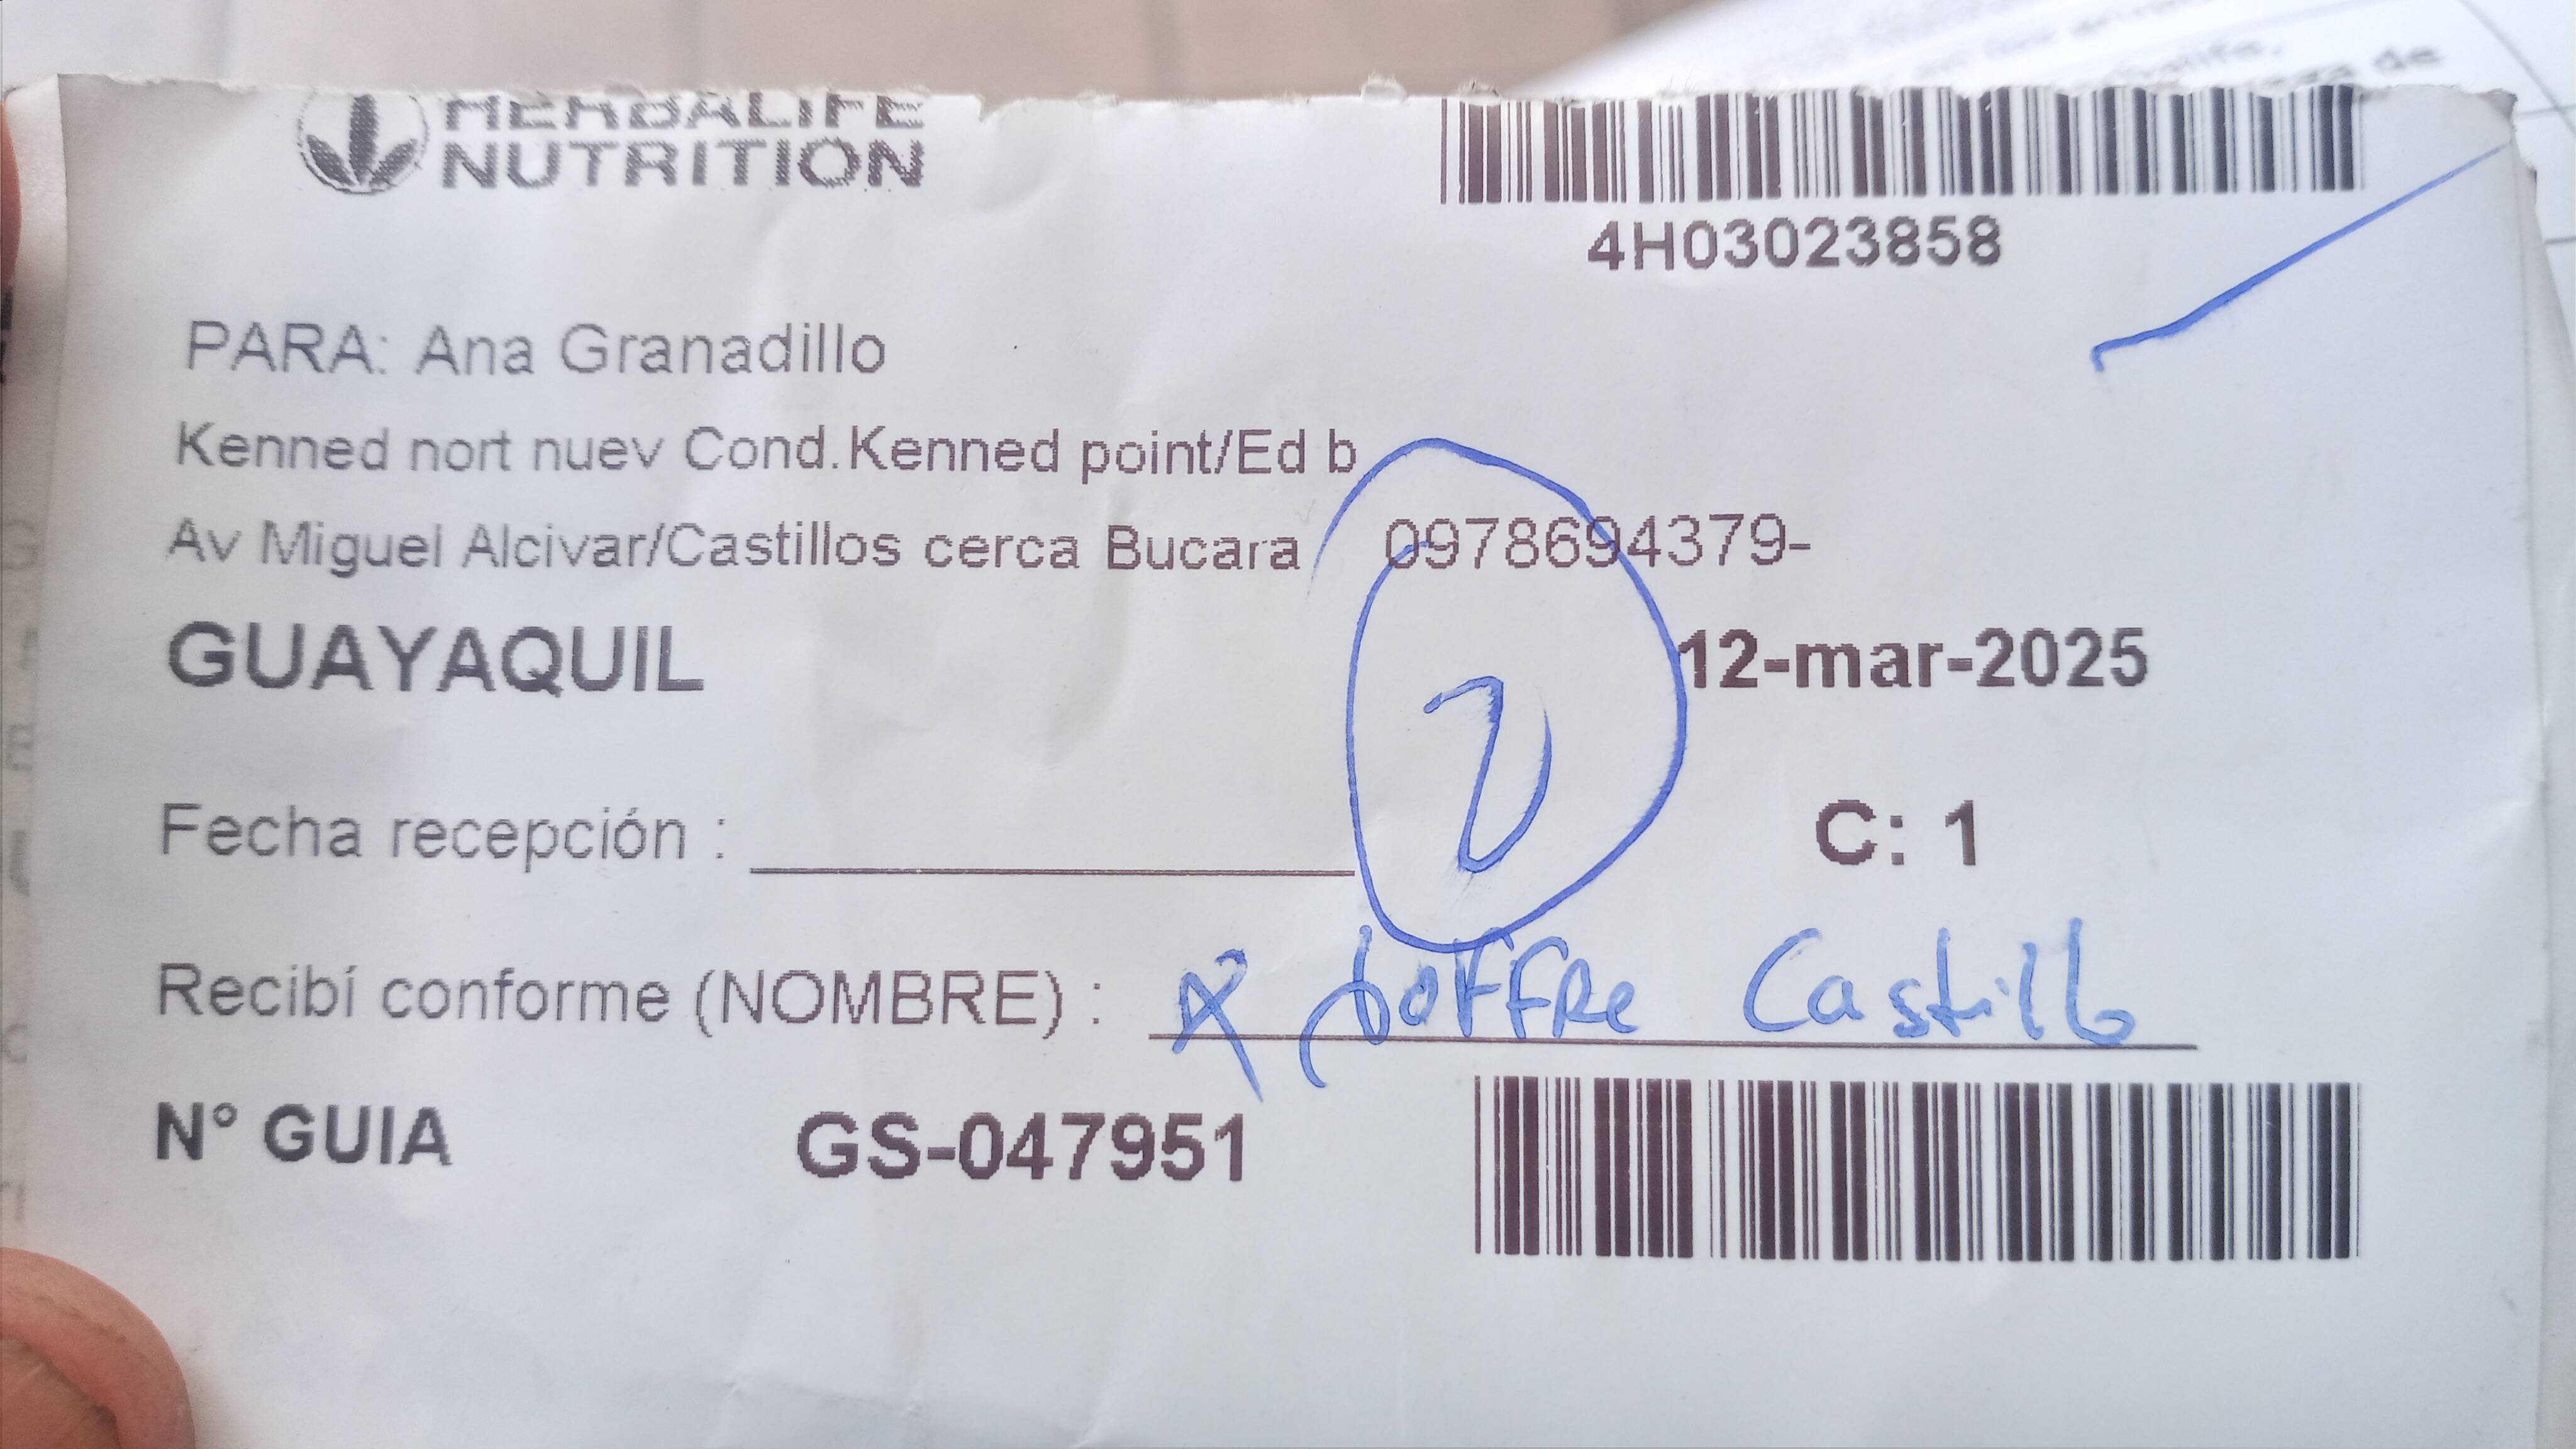 HERBALIFE
NUTRITION
4H03023858
PARA: Ana Granadillo
Kenned nort nuev Cond.Kenned point/Ed b
Av Miguel Alcivar/Castillos cerca Bucara 0978694379-
GUAYAQUIL 12-mar-2025
2
Fecha recepción : C: 1
Recibí conforme (NOMBRE) : X Joffre Castillo
N° GUIA GS-047951